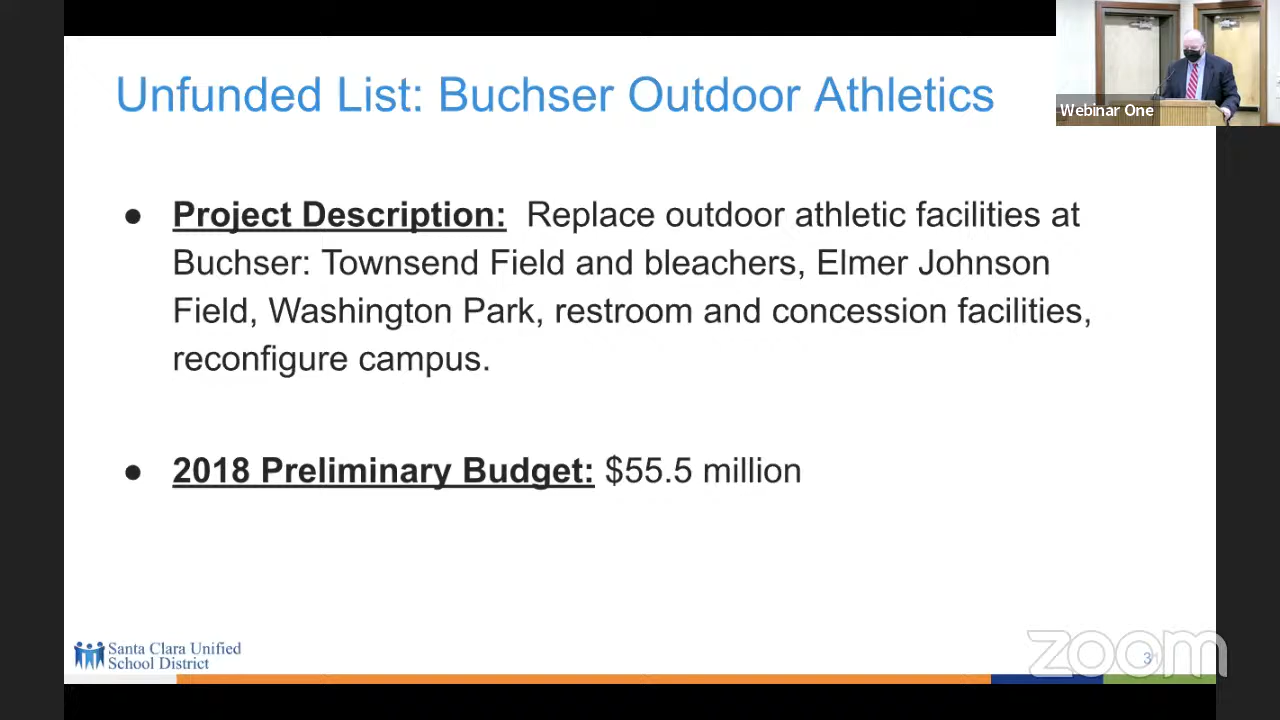 Unfunded List: Buchser Outdoor Athletics
Webinar One
● Project Description: Replace outdoor athletic facilities at
Buchser: Townsend Field and bleachers, Elmer Johnson
Field, Washington Park, restroom and concession facilities,
reconfigure campus.
● 2018 Preliminary Budget: $55.5 million
Santa Clara Unified
School District
zoom
31